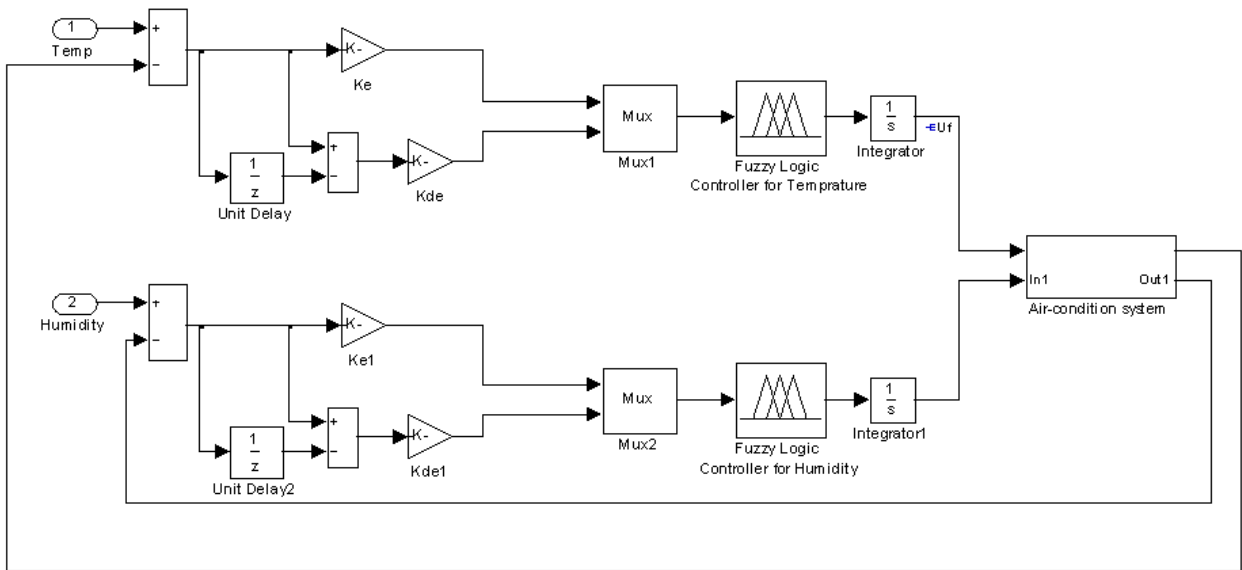 1
Temp
+
−
K-
Ke
+
−
1
z
Unit Delay
K-
Kde
Mux
Mux1
Fuzzy Logic
Controller for Temprature
1
s
Integrator
Uf
In1
Out1
Air-condition system
2
Humidity
+
−
K-
Ke1
+
−
1
z
Unit Delay2
K-
Kde1
Mux
Mux2
Fuzzy Logic
Controller for Humidity
1
s
Integrator1